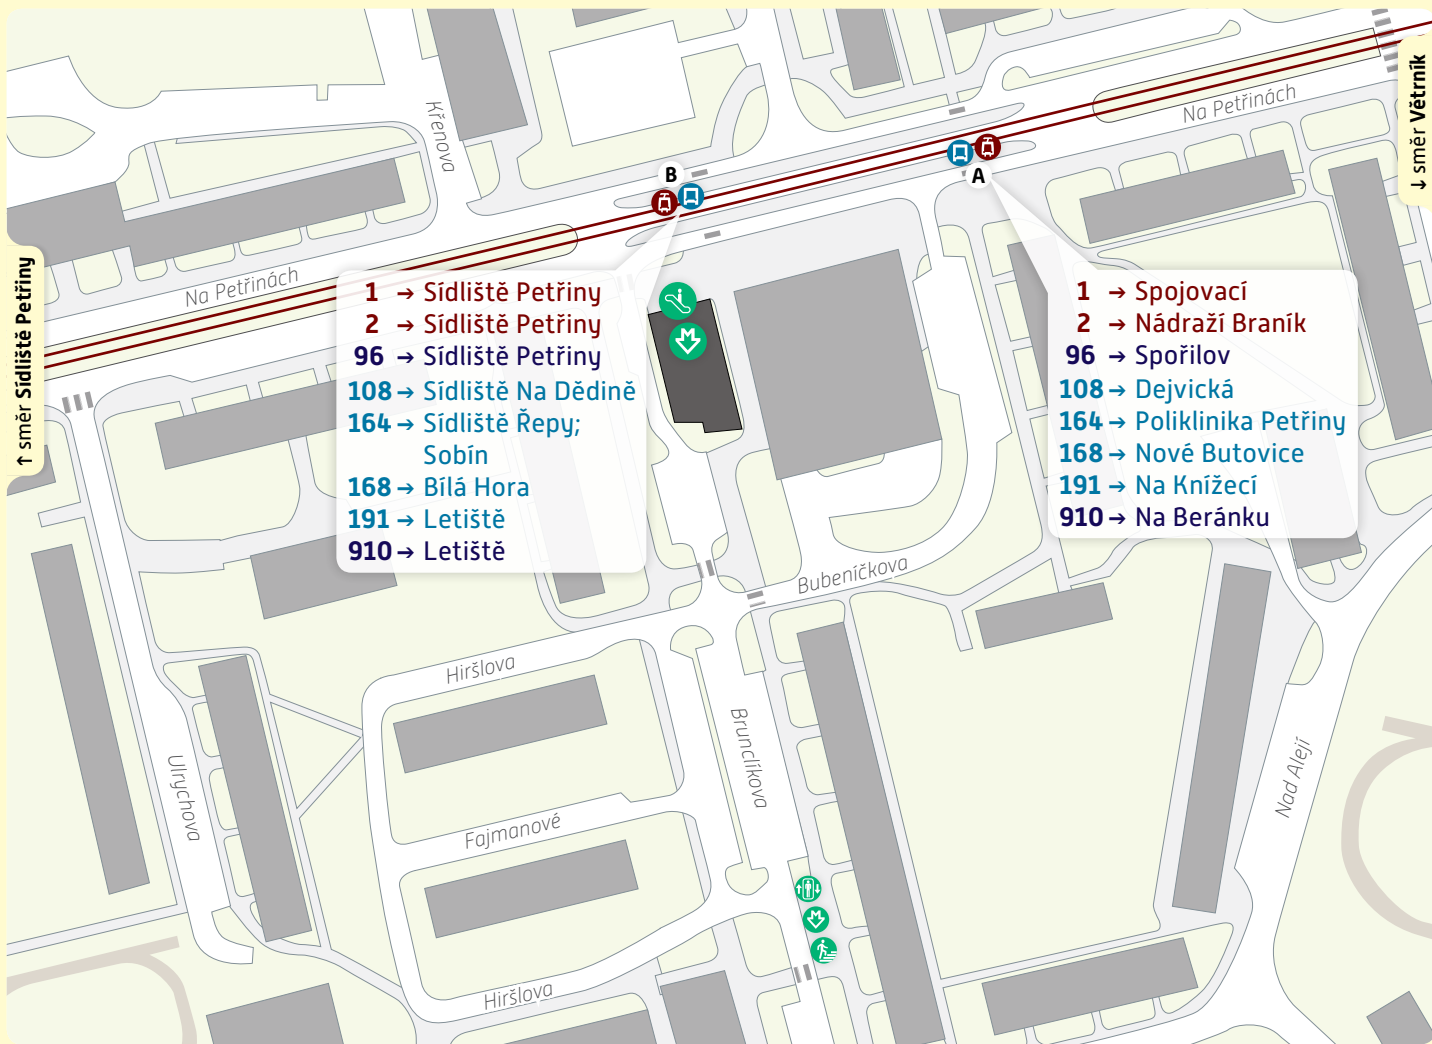 Křenova
Na Petřinách
↓ směr Větrník
B
A
Na Petřinách
↑ směr Sídliště Petřiny
1 → Sídliště Petřiny
2 → Sídliště Petřiny
96 → Sídliště Petřiny
108 → Sídliště Na Dědině
164 → Sídliště Řepy;
Sobín
168 → Bílá Hora
191 → Letiště
910 → Letiště
1 → Spojovací
2 → Nádraží Braník
96 → Spořilov
108 → Dejvická
164 → Poliklinika Petřiny
168 → Nové Butovice
191 → Na Knížecí
910 → Na Beránku
Bubeníčkova
Hiršlova
Brunclíkova
Ulrychova
Nad Alejí
Fajmanové
Hiršlova